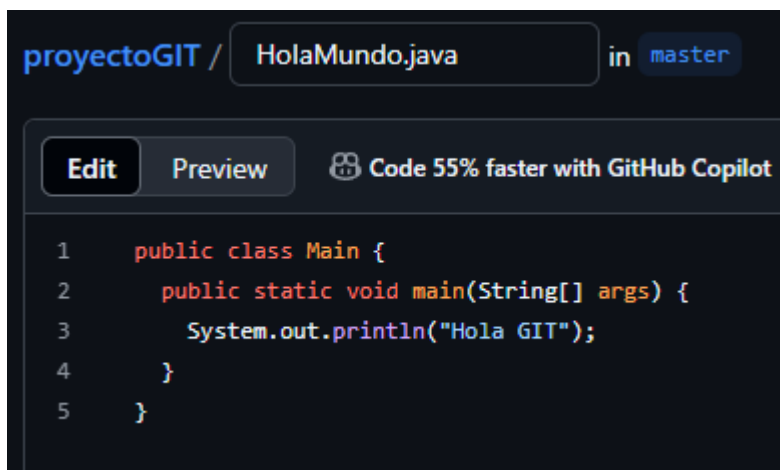 proyectoGIT / HolaMundo.java in master
Edit Preview Code 55% faster with GitHub Copilot
1 public class Main {
2 public static void main(String[] args) {
3 System.out.println("Hola GIT");
4 }
5 }